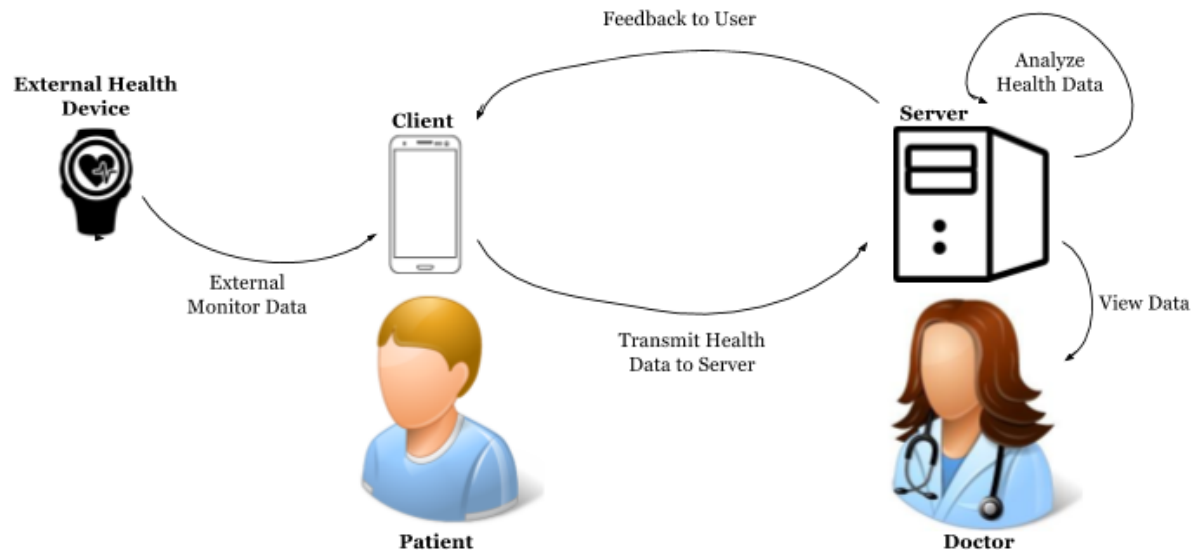 Feedback to User
Analyze
Health Data
External Health
Device
Client
Server
External
Monitor Data
View Data
Transmit Health
Data to Server
Patient
Doctor